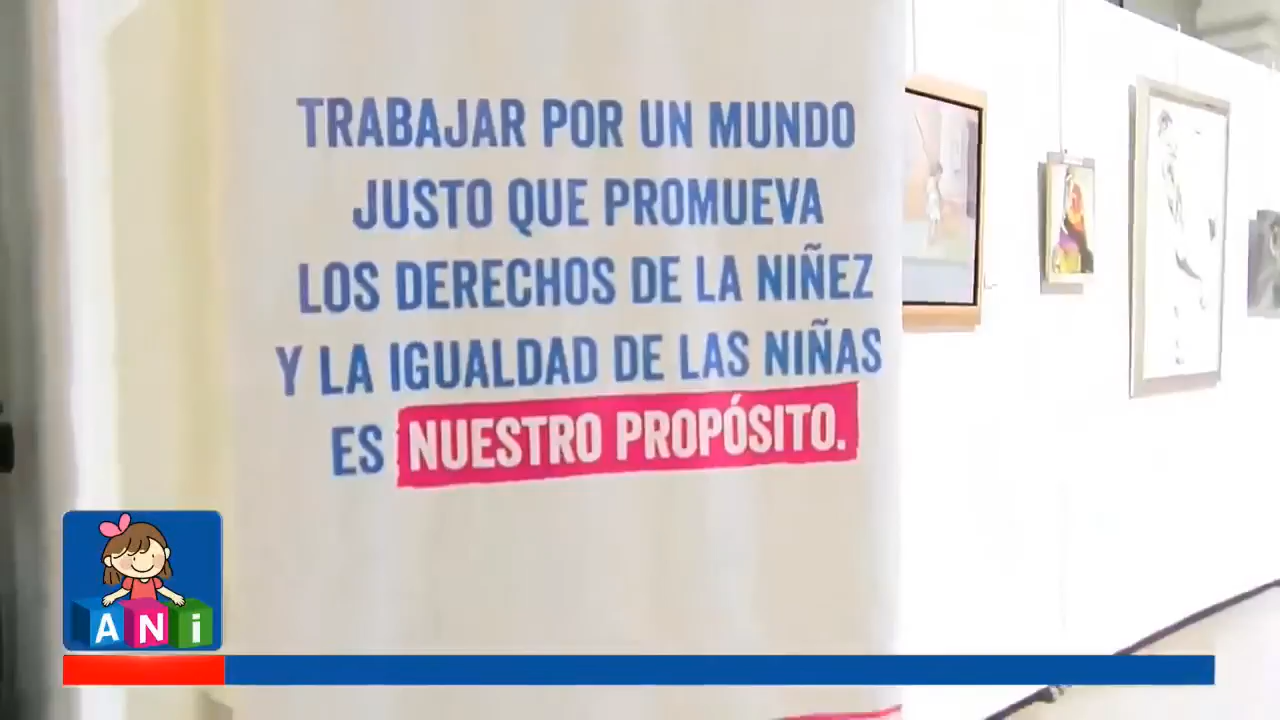 TRABAJAR POR UN MUNDO
JUSTO QUE PROMUEVA
LOS DERECHOS DE LA NIÑEZ
Y LA IGUALDAD DE LAS NIÑAS
ES NUESTRO PROPÓSITO.
ANi